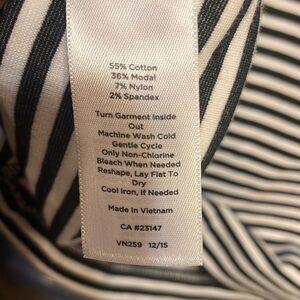 55% Cotton
36% Modal
7% Nylon
2% Spandex
Turn Garment Inside
Out
Machine Wash Cold
Gentle Cycle
Only Non-Chlorine
Bleach When Needed
Reshape, Lay Flat To
Dry
Cool Iron, If Needed
Made In Vietnam
CA #23147
VN259 12/15